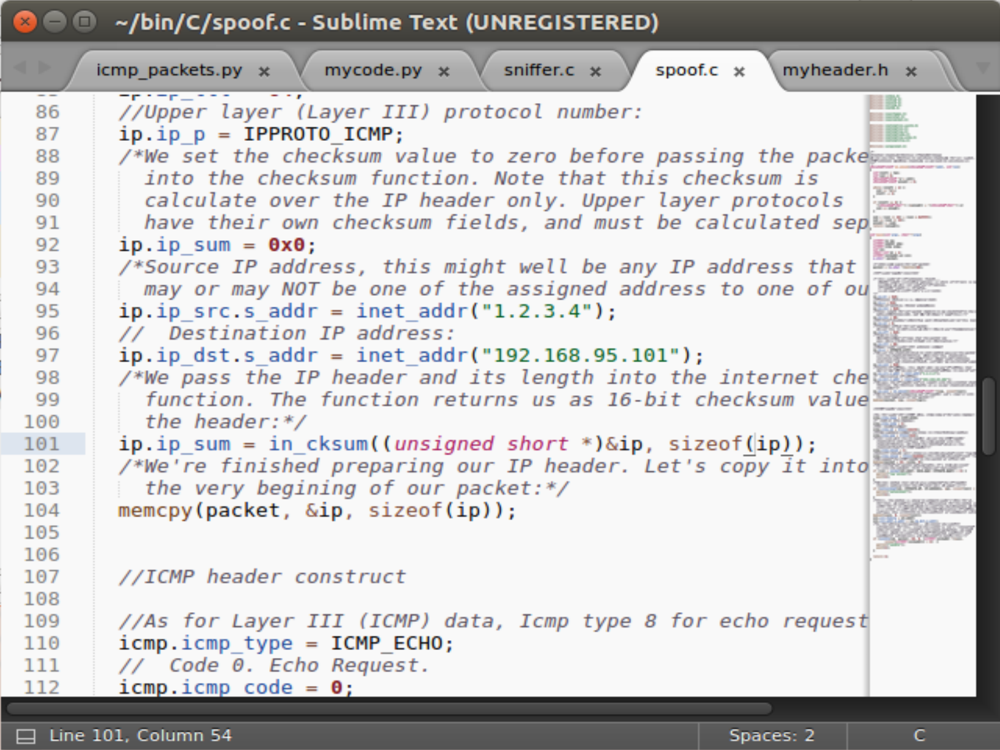 ~/bin/C/spoof.c - Sublime Text (UNREGISTERED)
icmp_packets.py × mycode.py × sniffer.c × spoof.c × myheader.h ×
86 //Upper layer (Layer III) protocol number:
87 ip.ip_p = IPPROTO_ICMP;
88 /*We set the checksum value to zero before passing the packe
89 into the checksum function. Note that this checksum is
90 calculate over the IP header only. Upper layer protocols
91 have their own checksum fields, and must be calculated sep
92 ip.ip_sum = 0x0;
93 /*Source IP address, this might well be any IP address that
94 may or may NOT be one of the assigned address to one of ou
95 ip.ip_src.s_addr = inet_addr("1.2.3.4");
96 //  Destination IP address:
97 ip.ip_dst.s_addr = inet_addr("192.168.95.101");
98 /*We pass the IP header and its length into the internet che
99 function. The function returns us as 16-bit checksum value
100 the header:*/
101 ip.ip_sum = in_cksum((unsigned short *)&ip, sizeof(ip));
102 /*We're finished preparing our IP header. Let's copy it into
103 the very begining of our packet:*/
104 memcpy(packet, &ip, sizeof(ip));
105
106
107 //ICMP header construct
108
109 //As for Layer III (ICMP) data, Icmp type 8 for echo request
110 icmp.icmp_type = ICMP_ECHO;
111 //  Code 0. Echo Request.
112 icmp.icmp_code = 0;
Line 101, Column 54 Spaces: 2 C